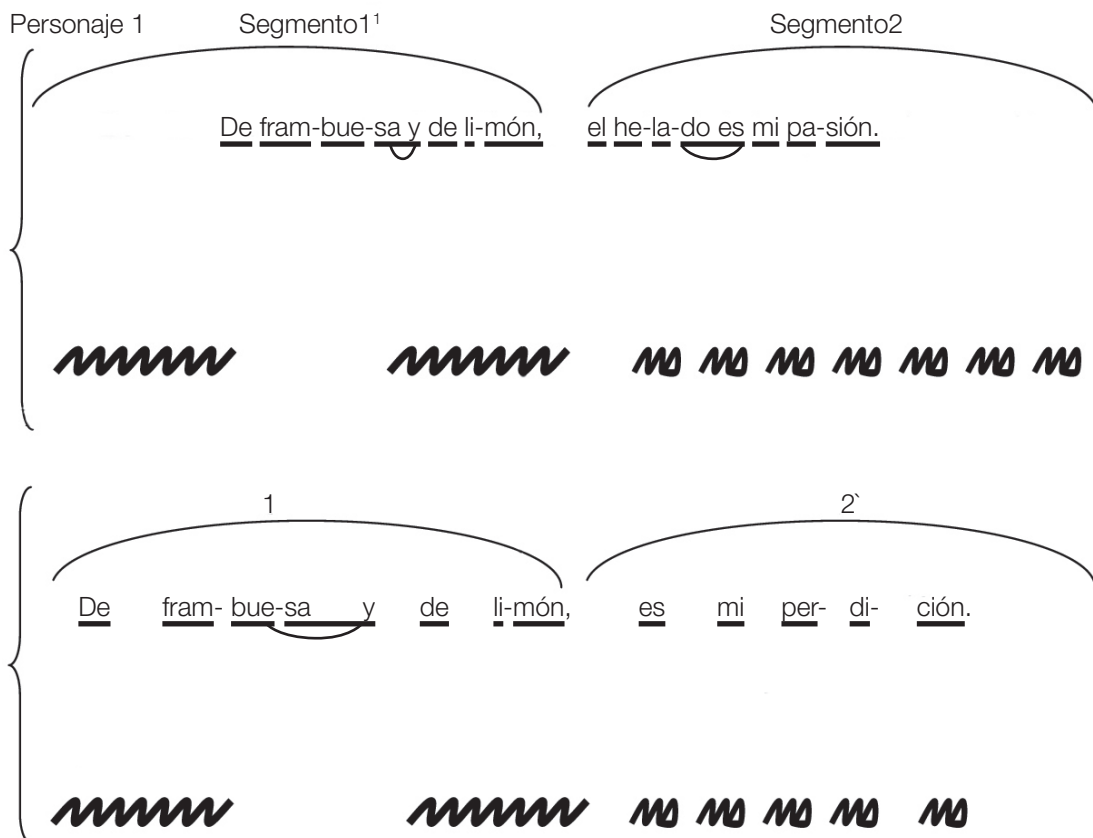 Personaje 1 Segmento1¹ Segmento2
De fram-bue-sa y de li-món, el he-la-do es mi pa-sión.
1 2`
De fram- bue-sa y de li-món, es mi per- di- ción.